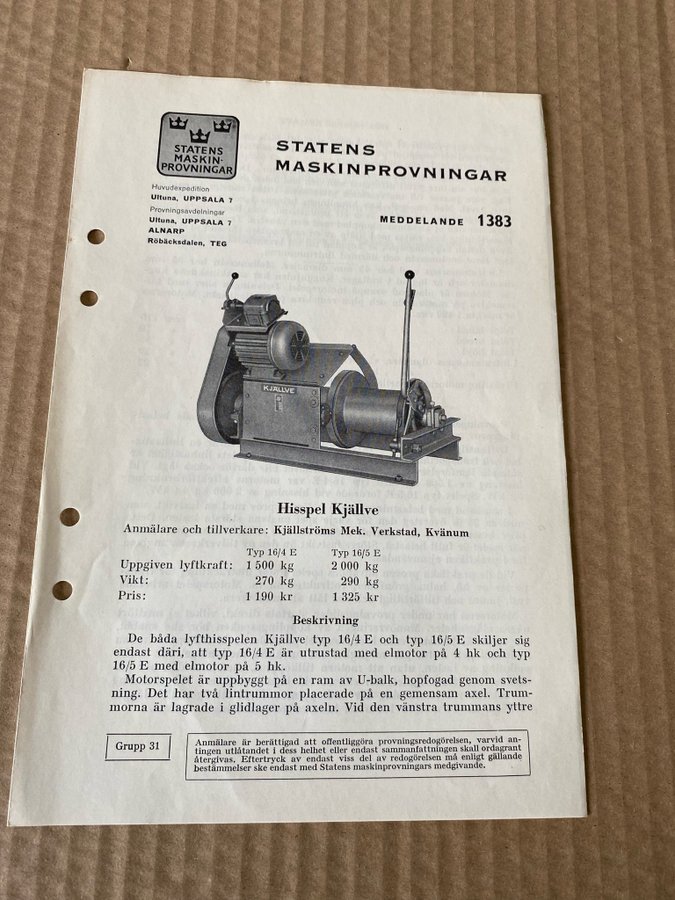 STATENS
MASKIN-
PROVNINGAR
STATENS
MASKINPROVNINGAR
Huvudexpedition
Ultuna, UPPSALA 7
Provningsavdelningar
Ultuna, UPPSALA 7
ALNARP
Röbäcksdalen, TEG
MEDDELANDE 1383
KJÄLLVE
Hisspel Kjällve
Anmälare och tillverkare: Kjällströms Mek. Verkstad, Kvänum
Typ 16/4 E Typ 16/5 E
Uppgiven lyftkraft: 1 500 kg 2 000 kg
Vikt: 270 kg 290 kg
Pris: 1 190 kr 1 325 kr
Beskrivning
De båda lyfthisspelen Kjällve typ 16/4 E och typ 16/5 E skiljer sig
endast däri, att typ 16/4 E är utrustad med elmotor på 4 hk och typ
16/5 E med elmotor på 5 hk.
Motorspelet är uppbyggt på en ram av U-balk, hopfogad genom svets-
ning. Det har två lintrummor placerade på en gemensam axel. Trum-
morna är lagrade i glidlager på axeln. Vid den vänstra trummans yttre
Grupp 31
Anmälare är berättigad att offentliggöra provningsredogörelsen, varvid an-
tingen utlåtandet i dess helhet eller endast sammanfattningen skall ordagrant
återgivas. Eftertryck av endast viss del av redogörelsen må enligt gällande
bestämmelser ske endast med Statens maskinprovningars medgivande.